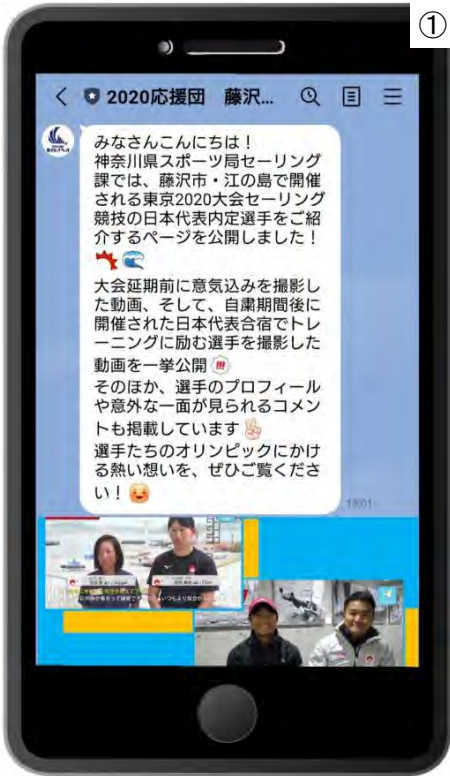 ①
2020応援団 藤沢...
みなさんこんにちは！
神奈川県スポーツ局セーリング
課では、藤沢市・江の島で開催
される東京2020大会セーリング
競技の日本代表内定選手をご紹
介するページを公開しました！
大会延期前に意気込みを撮影し
た動画、そして、自粛期間後に
開催された日本代表合宿でトレ
ーニングに励む選手を撮影した
動画を一挙公開
そのほか、選手のプロフィール
や意外な一面が見られるコメン
トも掲載しています
選手たちのオリンピックにかけ
る熱い想いを、ぜひご覧くださ
い！
18:01